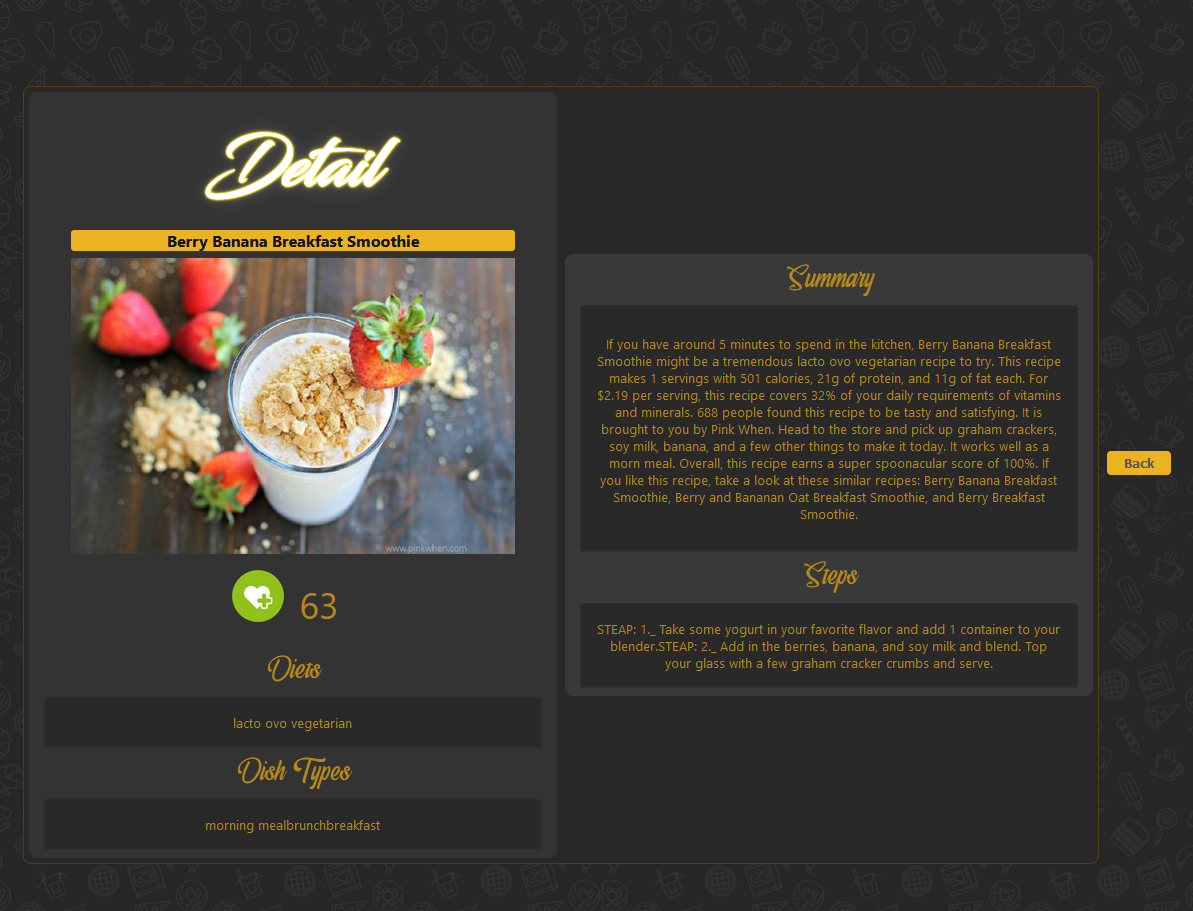 Detail
Berry Banana Breakfast Smoothie
www.pinkwhen.com
63
Diets
lacto ovo vegetarian
Dish Types
morning mealbrunchbreakfast
Summary
If you have around 5 minutes to spend in the kitchen, Berry Banana Breakfast
Smoothie might be a tremendous lacto ovo vegetarian recipe to try. This recipe
makes 1 servings with 501 calories, 21g of protein, and 11g of fat each. For
$2.19 per serving, this recipe covers 32% of your daily requirements of vitamins
and minerals. 688 people found this recipe to be tasty and satisfying. It is
brought to you by Pink When. Head to the store and pick up graham crackers,
soy milk, banana, and a few other things to make it today. It works well as a
morn meal. Overall, this recipe earns a super spoonacular score of 100%. If
you like this recipe, take a look at these similar recipes: Berry Banana Breakfast
Smoothie, Berry and Bananan Oat Breakfast Smoothie, and Berry Breakfast
Smoothie.
Steps
STEAP: 1._ Take some yogurt in your favorite flavor and add 1 container to your
blender.STEAP: 2._ Add in the berries, banana, and soy milk and blend. Top
your glass with a few graham cracker crumbs and serve.
Back